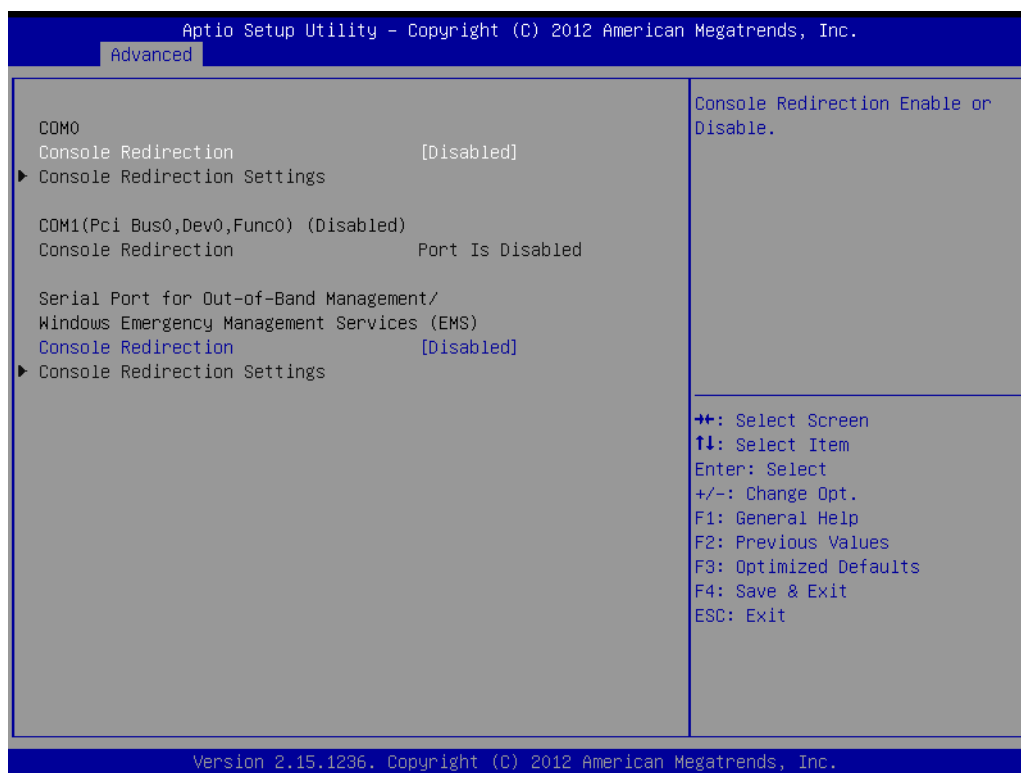 Aptio Setup Utility – Copyright (C) 2012 American Megatrends, Inc.
Advanced
COM0
Console Redirection [Disabled]
▶ Console Redirection Settings
COM1(Pci Bus0,Dev0,Func0) (Disabled)
Console Redirection Port Is Disabled
Serial Port for Out-of-Band Management/
Windows Emergency Management Services (EMS)
Console Redirection [Disabled]
▶ Console Redirection Settings
Console Redirection Enable or
Disable.
→←: Select Screen
↑↓: Select Item
Enter: Select
+/-: Change Opt.
F1: General Help
F2: Previous Values
F3: Optimized Defaults
F4: Save & Exit
ESC: Exit
Version 2.15.1236. Copyright (C) 2012 American Megatrends, Inc.